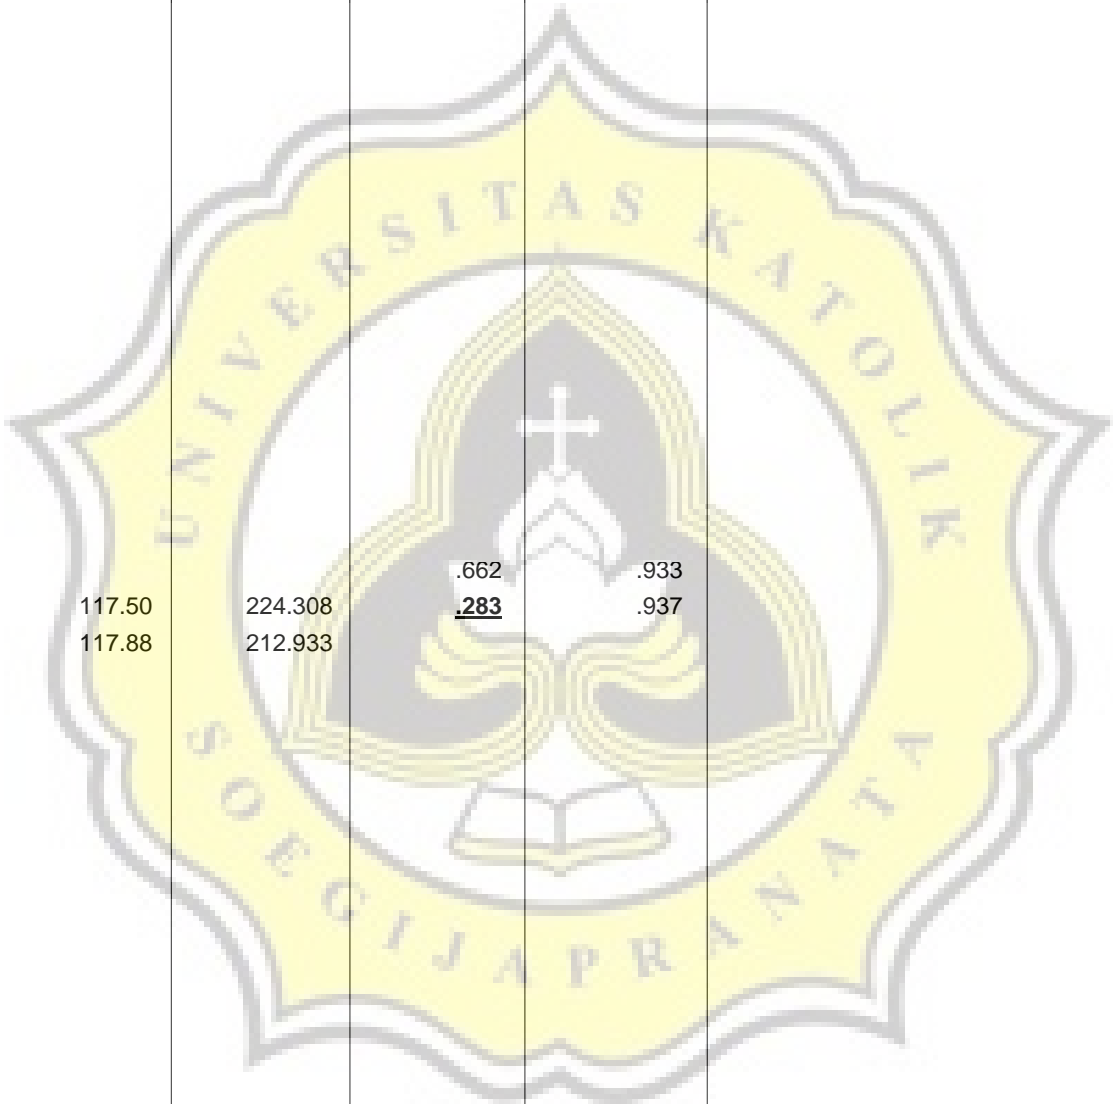 UNIVERSITAS KATOLIK
.662 .933
117.50 224.308 .283 .937
117.88 212.933
SOEGIJAPRANATA